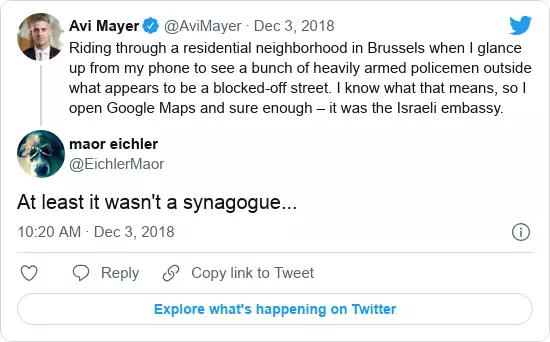 Avi Mayer @AviMayer · Dec 3, 2018
Riding through a residential neighborhood in Brussels when I glance
up from my phone to see a bunch of heavily armed policemen outside
what appears to be a blocked-off street. I know what that means, so I
open Google Maps and sure enough – it was the Israeli embassy.
maor eichler
@EichlerMaor
At least it wasn't a synagogue...
10:20 AM · Dec 3, 2018
Reply Copy link to Tweet
Explore what's happening on Twitter